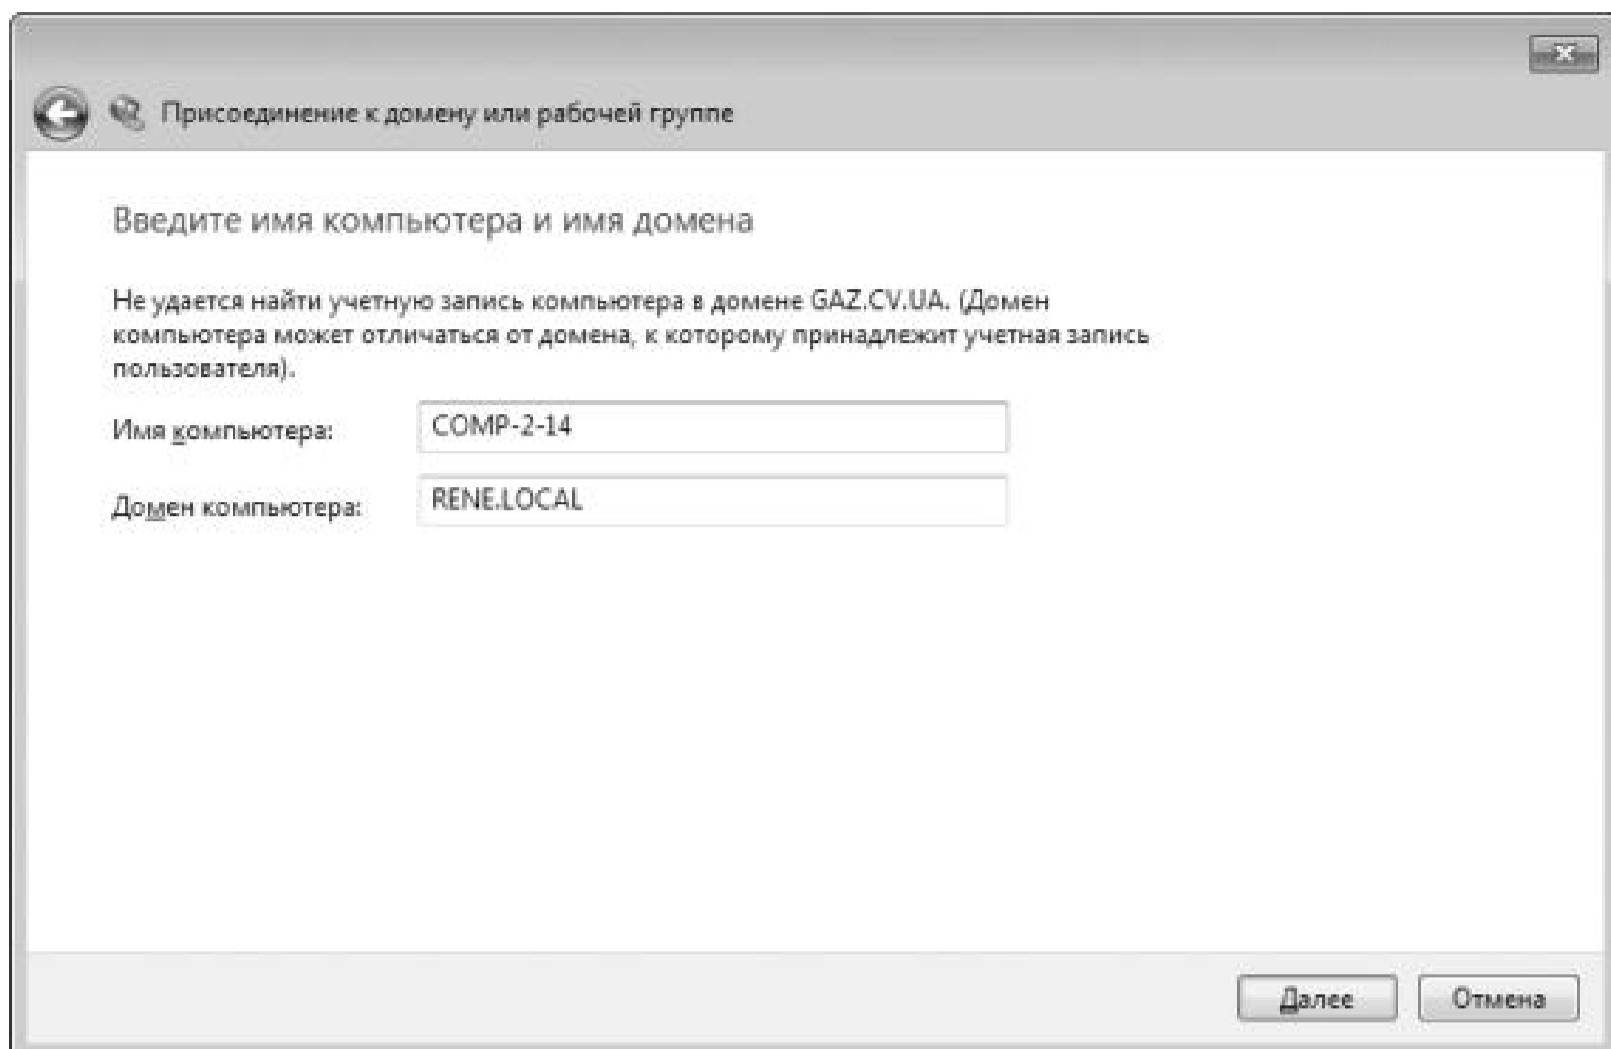 Присоединение к домену или рабочей группе
Введите имя компьютера и имя домена
Не удается найти учетную запись компьютера в домене GAZ.CV.UA. (Домен
компьютера может отличаться от домена, к которому принадлежит учетная запись
пользователя).
Имя компьютера: COMP-2-14
Домен компьютера: RENE.LOCAL
Далее Отмена